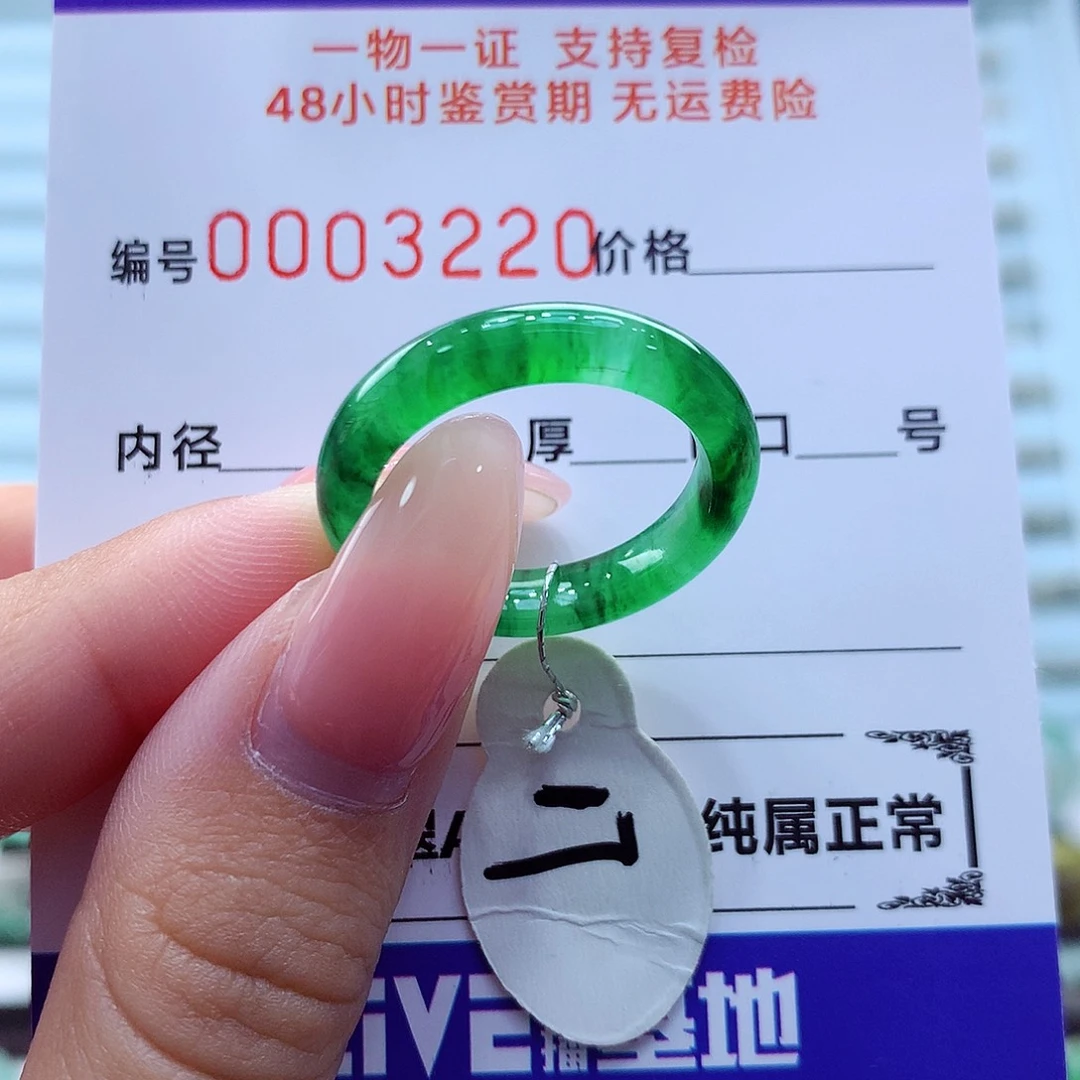 一物一证 支持复检
48小时鉴赏期 无运费险
编号0003220价格
内径 厚 口 号
纯属正常
基地